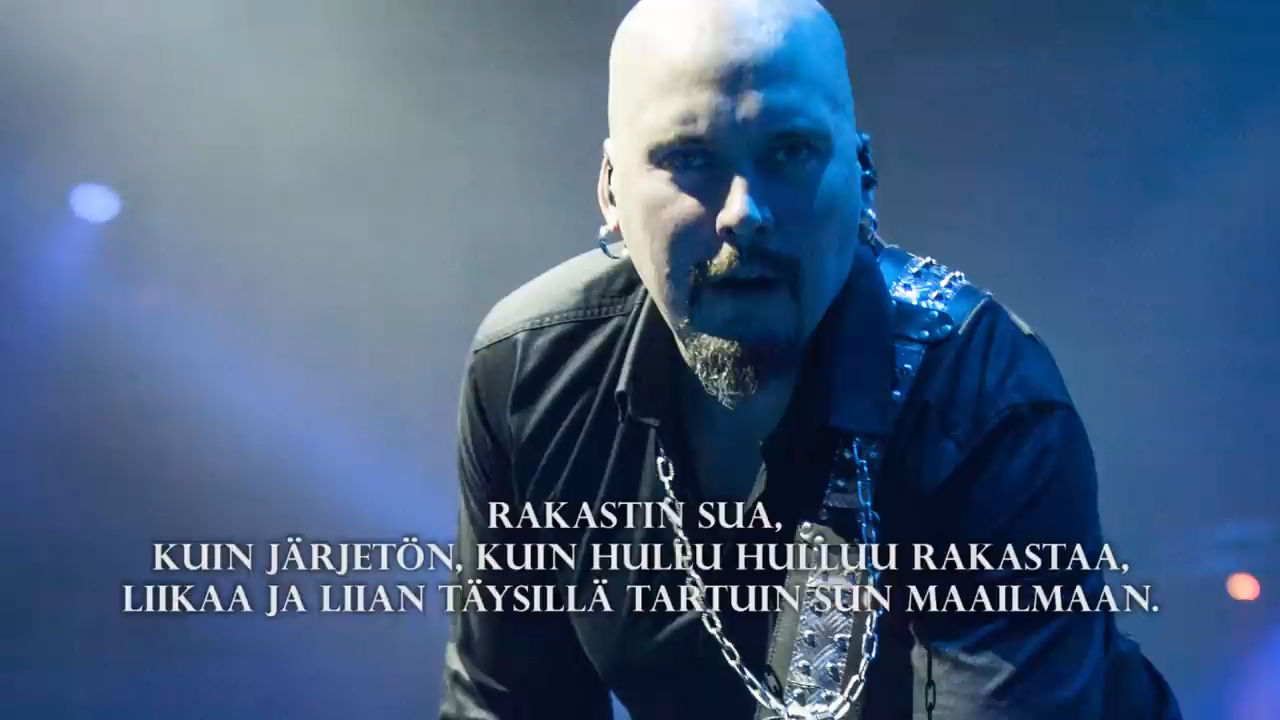 RAKASTIN SUA,
KUIN JÄRJETÖN, KUIN HULLU HULLUU RAKASTAA,
LIIKAA JA LIIAN TÄYSILLÄ TARTUIN SUN MAAILMAAN.